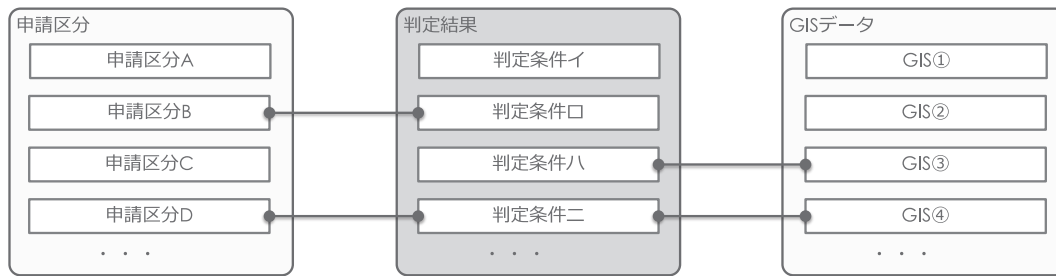 申請区分
申請区分A
申請区分B
申請区分C
申請区分D
・・・
判定結果
判定条件イ
判定条件ロ
判定条件ハ
判定条件ニ
・・・
GISデータ
GIS①
GIS②
GIS③
GIS④
・・・